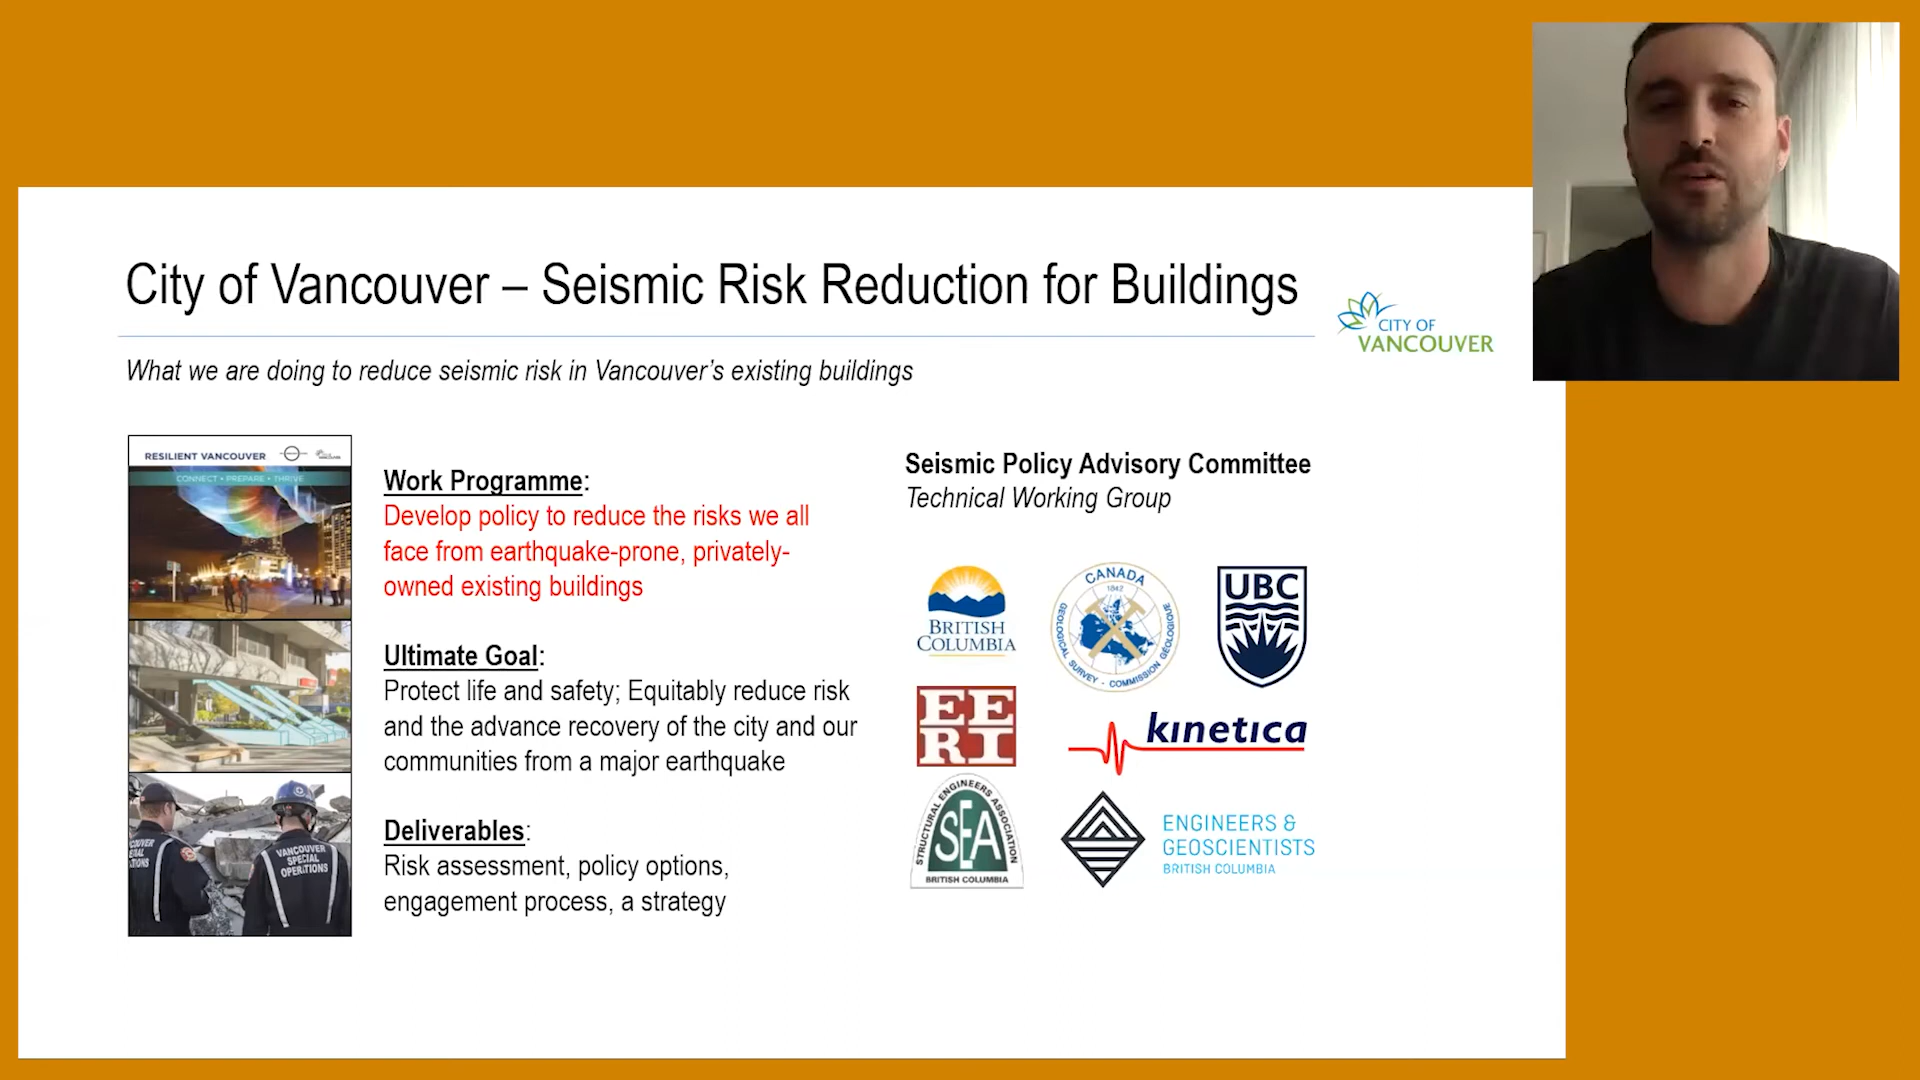 City of Vancouver – Seismic Risk Reduction for Buildings
CITY OF
VANCOUVER
What we are doing to reduce seismic risk in Vancouver's existing buildings
RESILIENT VANCOUVER
CONNECT • PREPARE • THRIVE
VANCOUVER
SPECIAL
OPERATIONS
Work Programme:
Develop policy to reduce the risks we all
face from earthquake-prone, privately-
owned existing buildings
Ultimate Goal:
Protect life and safety; Equitably reduce risk
and the advance recovery of the city and our
communities from a major earthquake
Deliverables:
Risk assessment, policy options,
engagement process, a strategy
Seismic Policy Advisory Committee
Technical Working Group
BRITISH
COLUMBIA
CANADA
1842
GEOLOGICAL SURVEY - COMMISSION GÉOLOGIQUE
UBC
EE
RI
kinetica
STRUCTURAL ENGINEERS ASSOCIATION
SEA
BRITISH COLUMBIA
ENGINEERS &
GEOSCIENTISTS
BRITISH COLUMBIA